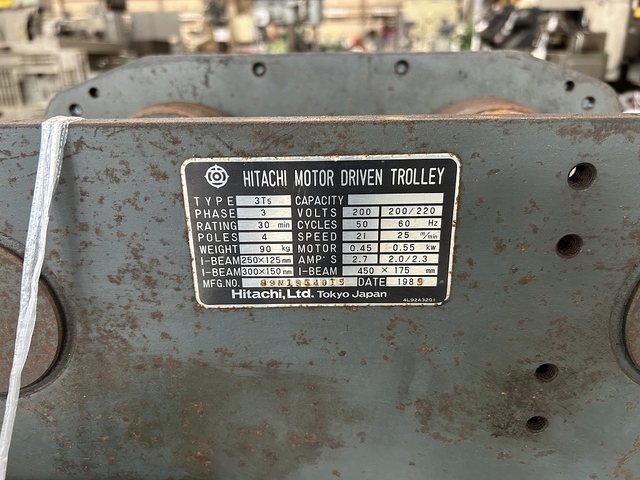 HITACHI MOTOR DRIVEN TROLLEY
TYPE 3T5 CAPACITY
PHASE 3 VOLTS 200 200/220
RATING 30 min CYCLES 50 60 Hz
POLES 4 SPEED 21 25 m/min
WEIGHT 90 kg MOTOR 0.45 0.55 kw
I-BEAM 250×125 mm AMP'S 2.7 2.0/2.3
I-BEAM 300×150 mm I-BEAM 450 × 175 mm
MFG.NO. DATE 1989
Hitachi, Ltd. Tokyo Japan
4L92A3201